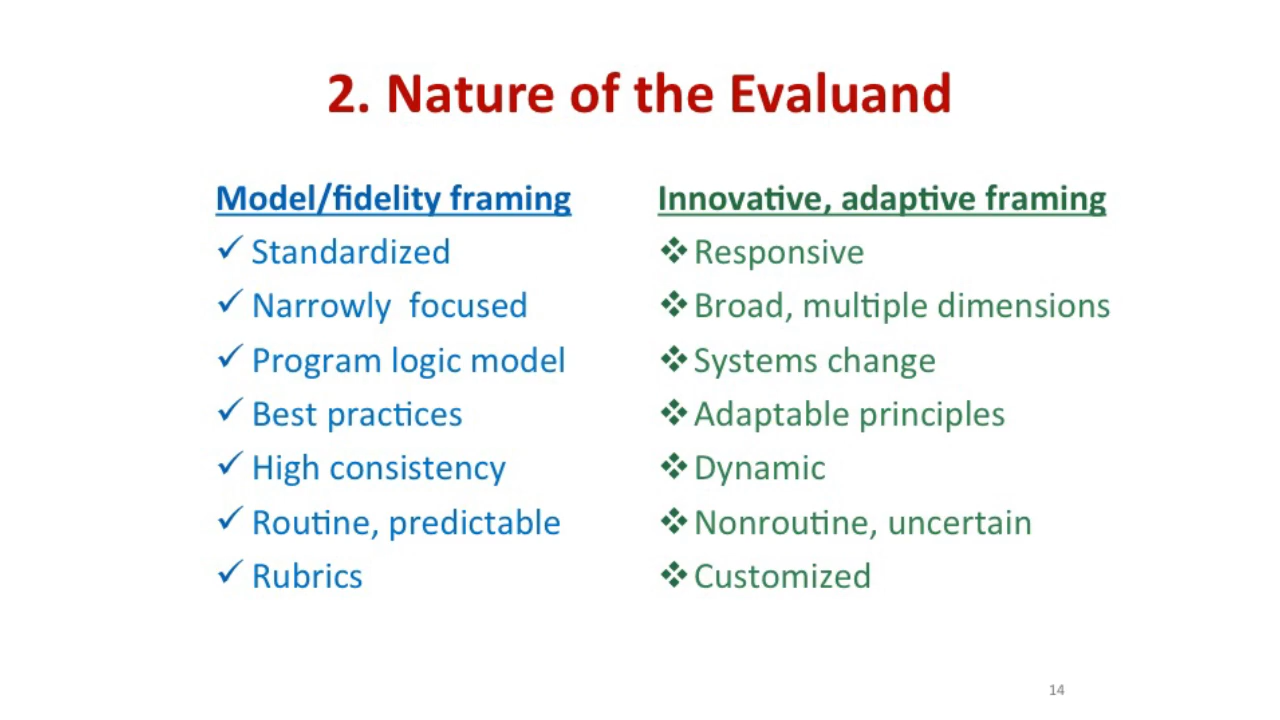 2. Nature of the Evaluand
Model/fidelity framing
✓ Standardized
✓ Narrowly  focused
✓ Program logic model
✓ Best practices
✓ High consistency
✓ Routine, predictable
✓ Rubrics
Innovative, adaptive framing
❖ Responsive
❖ Broad, multiple dimensions
❖ Systems change
❖ Adaptable principles
❖ Dynamic
❖ Nonroutine, uncertain
❖ Customized
14